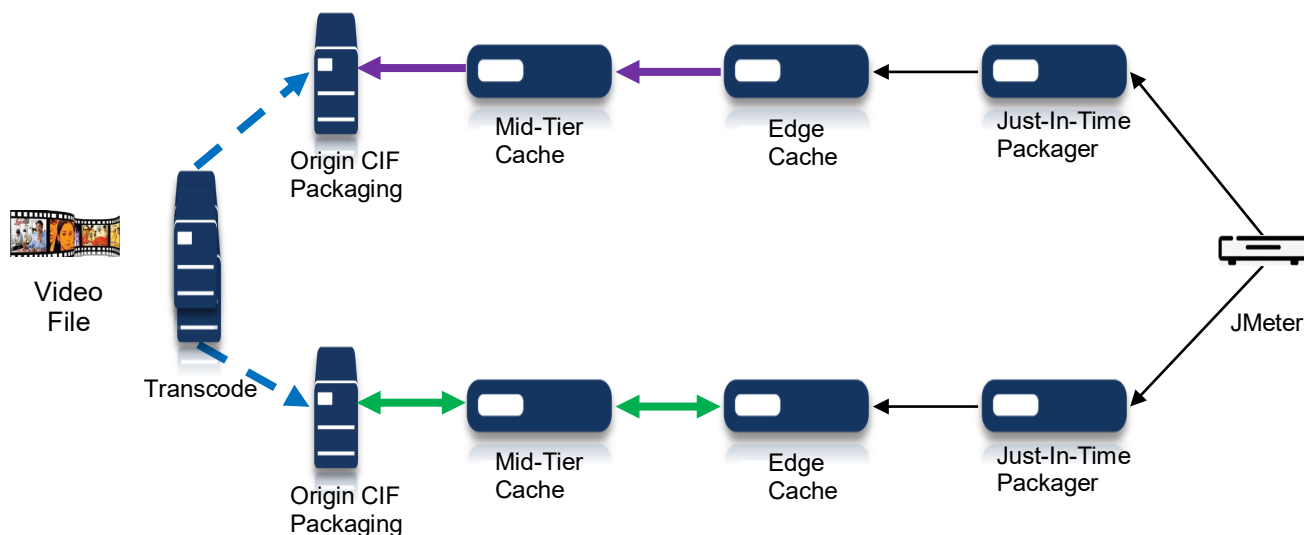 Mid-Tier
Cache
Edge
Cache
Just-In-Time
Packager
Origin CIF
Packaging
Video
File
Transcode
JMeter
Mid-Tier
Cache
Edge
Cache
Just-In-Time
Packager
Origin CIF
Packaging